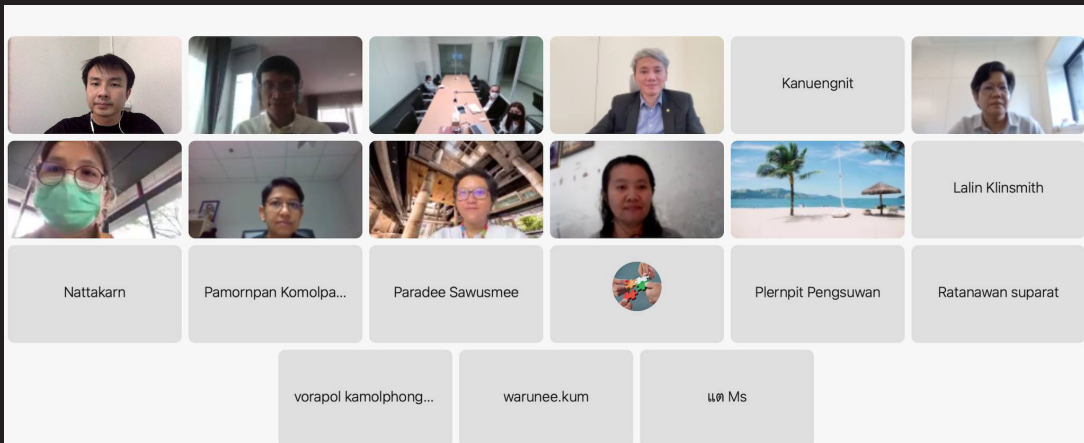 Kanuengnit
Lalin Klinsmith
Nattakarn
Pamornpan Komolpa...
Paradee Sawusmee
Plernpit Pengsuwan
Ratanawan suparat
vorapol kamolphong...
warunee.kum
แต Ms